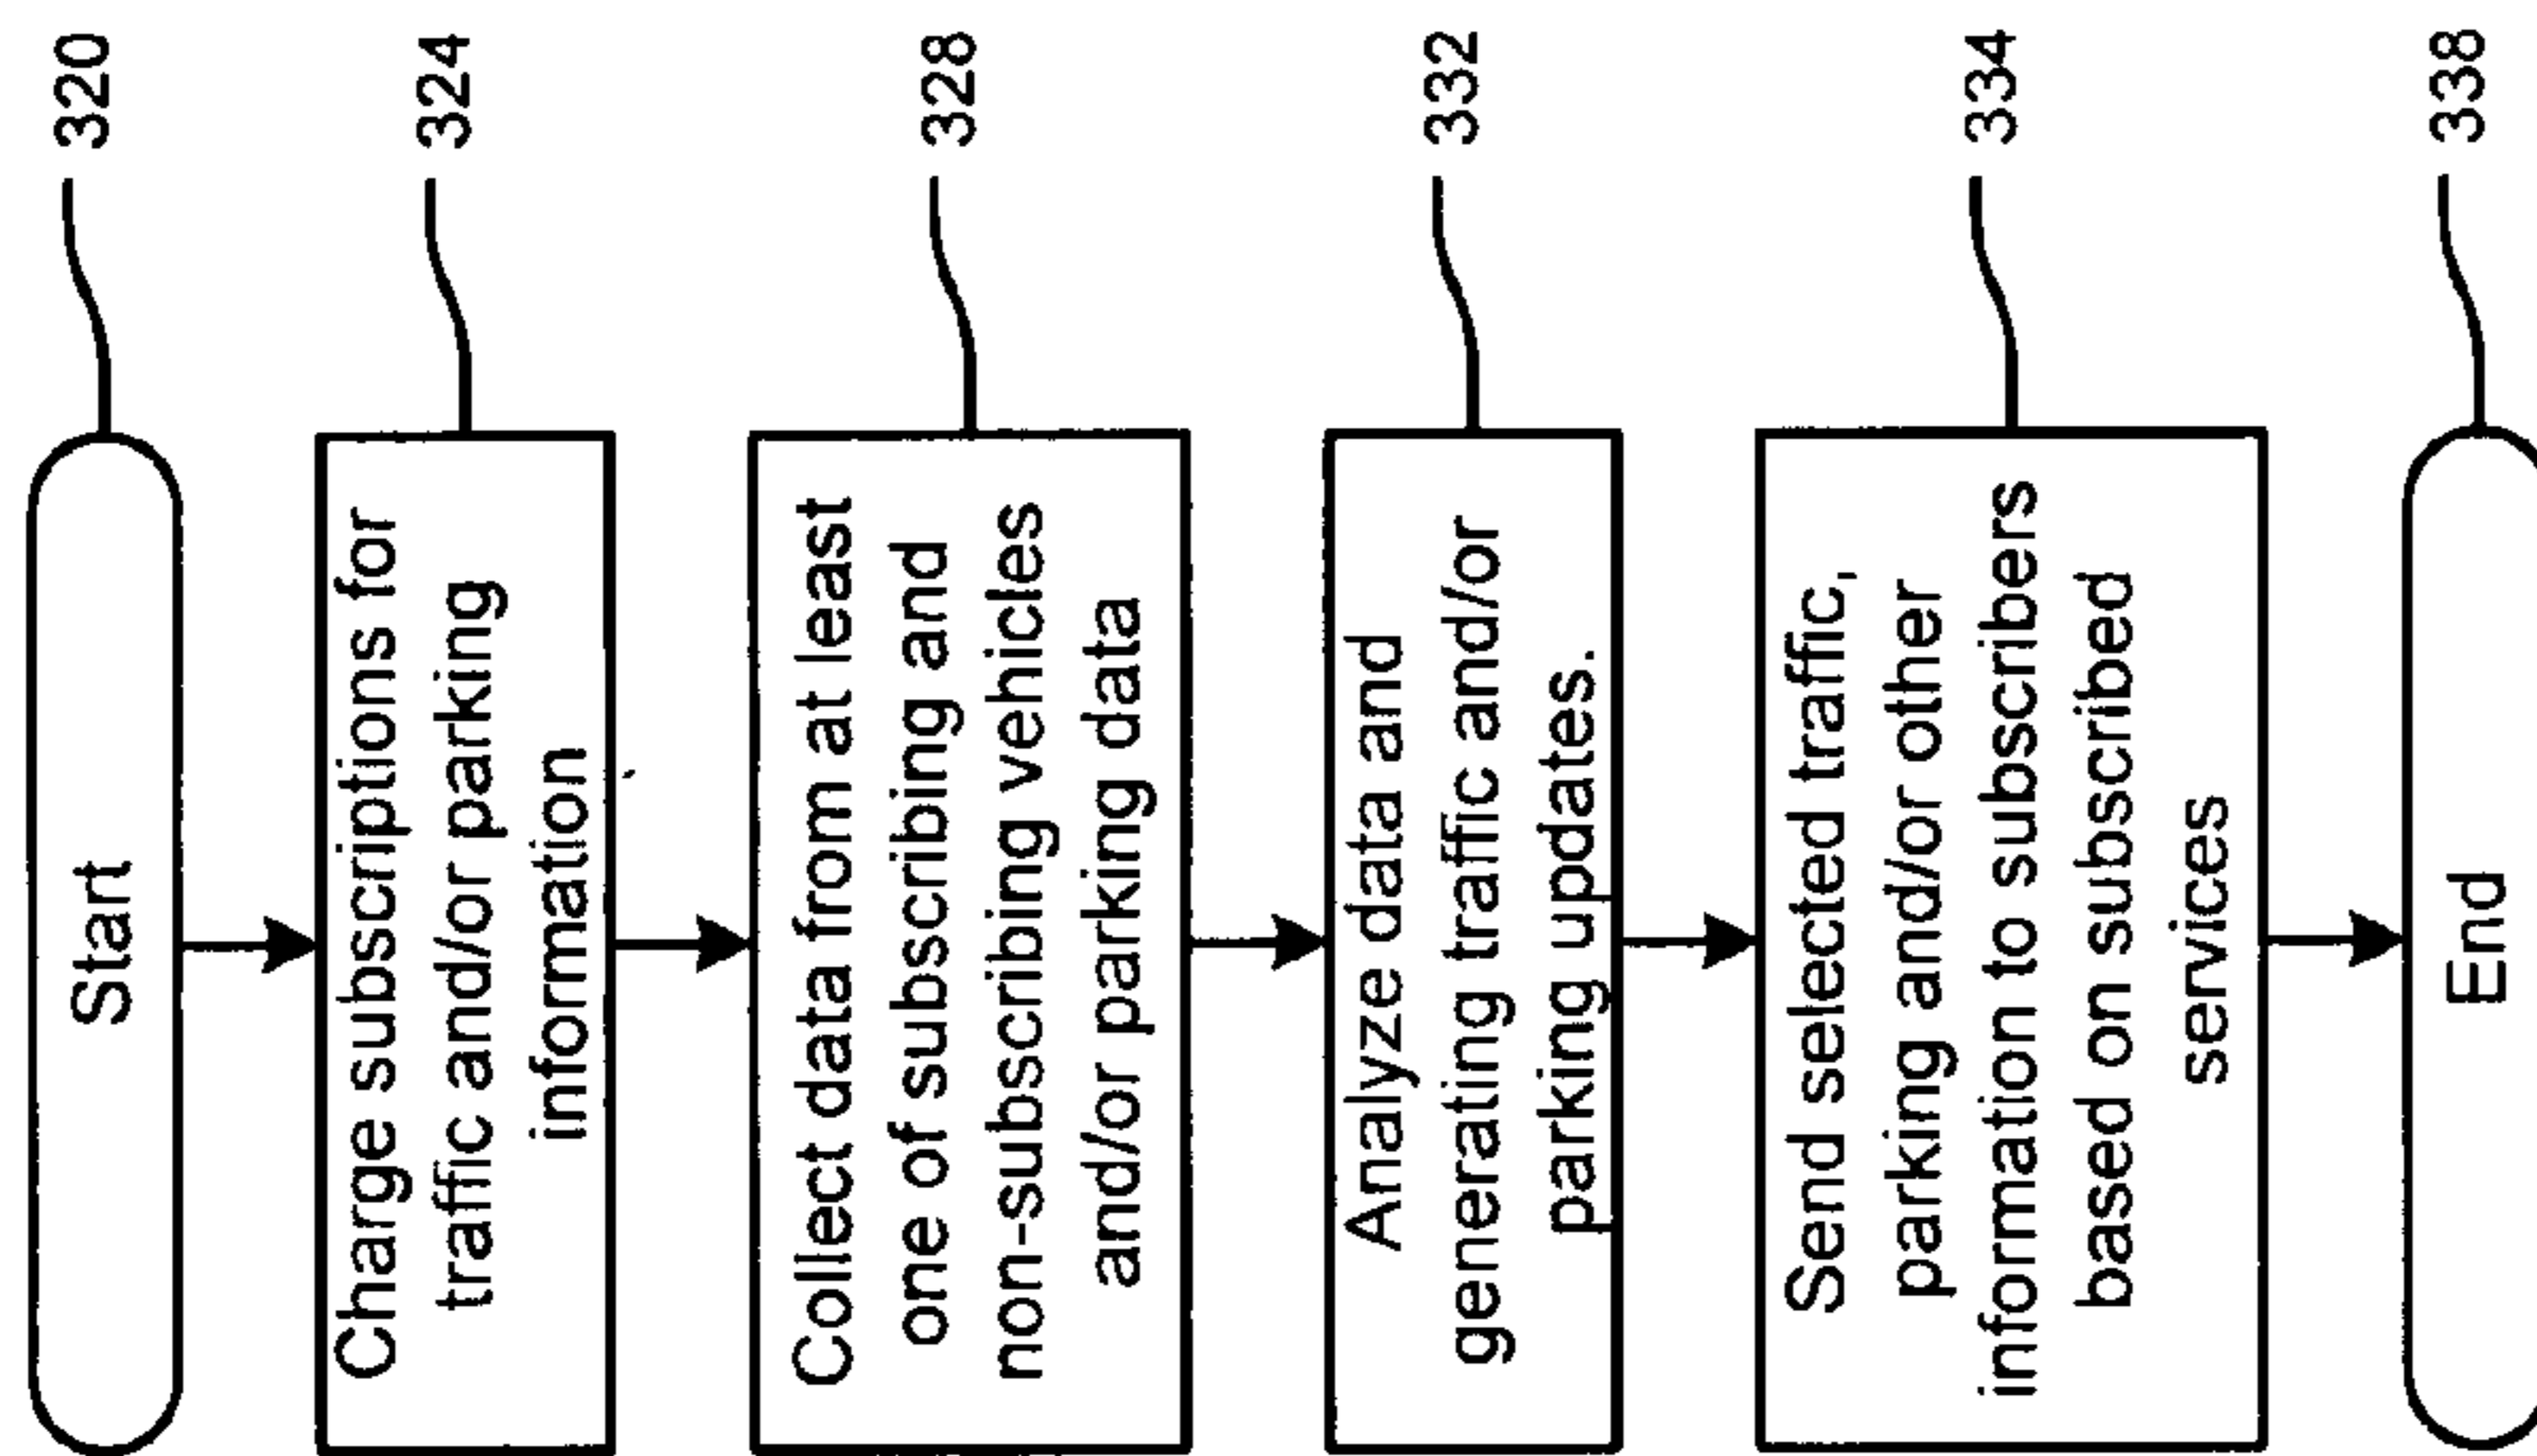 Start
320
Charge subscriptions for
traffic and/or parking
information
324
Collect data from at least
one of subscribing and
non-subscribing vehicles
and/or parking data
328
Analyze data and
generating traffic and/or
parking updates.
332
Send selected traffic,
parking and/or other
information to subscribers
based on subscribed
services
334
End
338